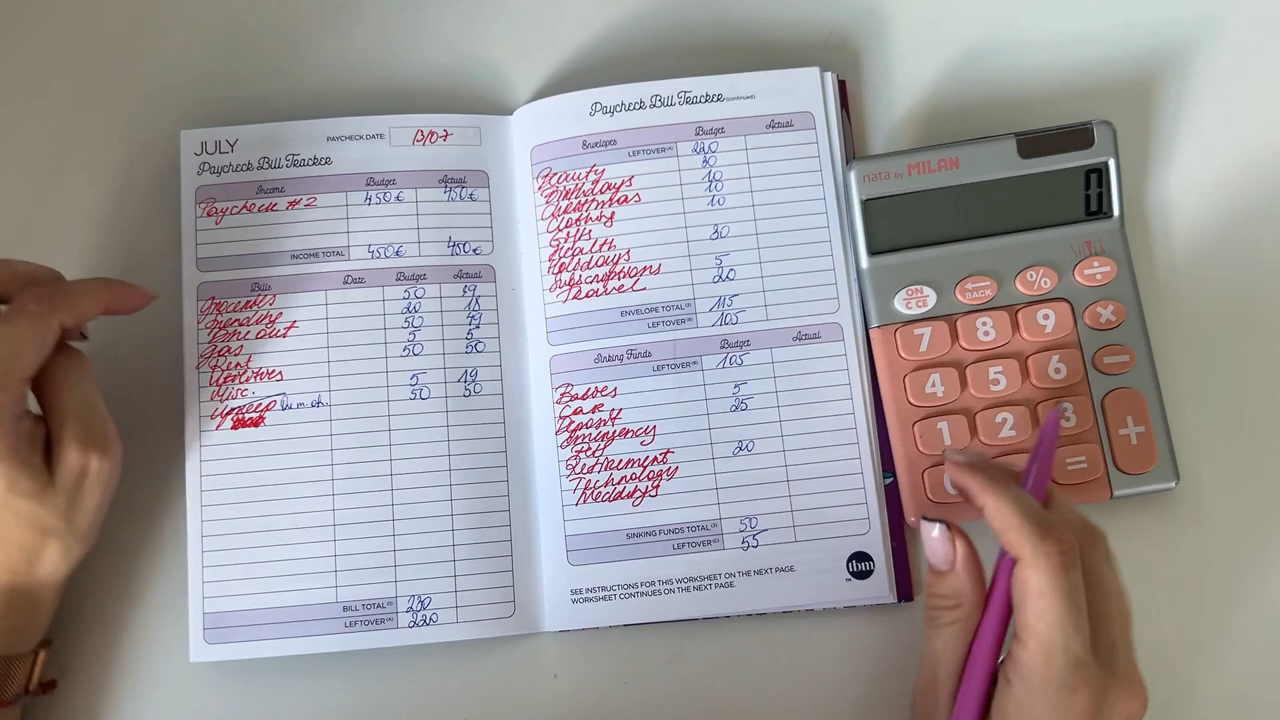 JULY
PAYCHECK DATE: 13/07
Paycheck Bill Tracker
Income Budget Actual
Paycheck #2 450€ 450€
INCOME TOTAL 450€ 450€
Bills Date Budget Actual
Groceries 50 39
Spending 20 18
Dine out 50 49
Gas 5 5
Rent 50 50
Utilities
Misc. 5 19
50 50
BILL TOTAL 230
LEFTOVER (A) 220
Paycheck Bill Tracker (continued)
Envelopes Budget Actual
LEFTOVER (A) 220
Beauty 30
Birthdays 10
Christmas 10
Clothing 10
Gifts
Health 30
Holidays
Subscriptions 5
Travel 20
ENVELOPE TOTAL 115
LEFTOVER (B) 105
Sinking Funds Budget Actual
LEFTOVER (B) 105
Babies 5
Car 25
Deposit
Emergency
Pet 20
Retirement
Technology
Weddings
SINKING FUNDS TOTAL 50
LEFTOVER (C) 55
SEE INSTRUCTIONS FOR THIS WORKSHEET ON THE NEXT PAGE.
WORKSHEET CONTINUES ON THE NEXT PAGE.
tbm
TM
nata by MILAN
0
SILVER
ON
C CE
BACK
%
÷
7 8 9 ×
4 5 6 −
1 2 3 +
0 =